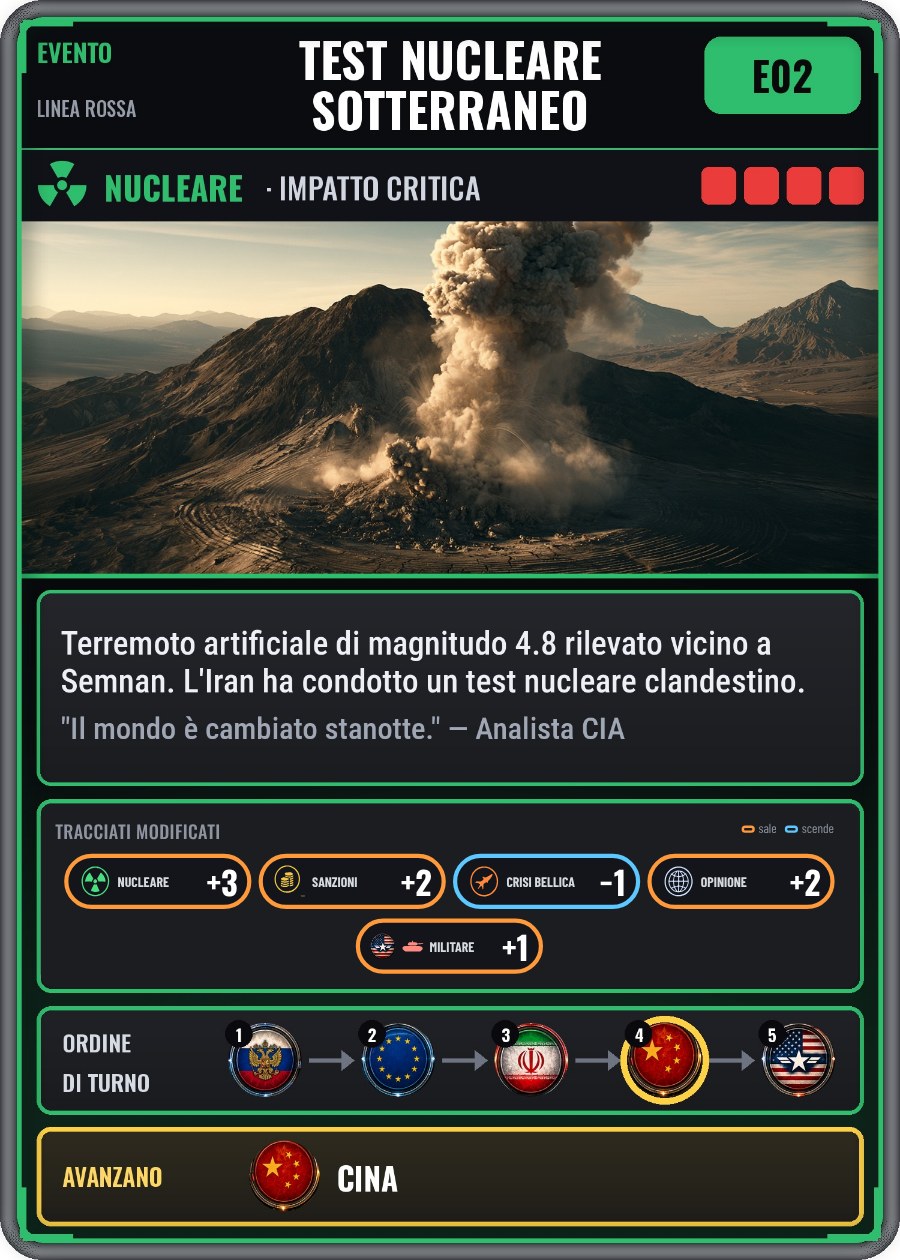 EVENTO
LINEA ROSSA
TEST NUCLEARE
SOTTERRANEO
E02
NUCLEARE · IMPATTO CRITICA
Terremoto artificiale di magnitudo 4.8 rilevato vicino a
Semnan. L'Iran ha condotto un test nucleare clandestino.
"Il mondo è cambiato stanotte." — Analista CIA
TRACCIATI MODIFICATI
sale scende
NUCLEARE +3
SANZIONI +2
CRISI BELLICA -1
OPINIONE +2
MILITARE +1
ORDINE
DI TURNO
1 2 3 4 5
AVANZANO CINA